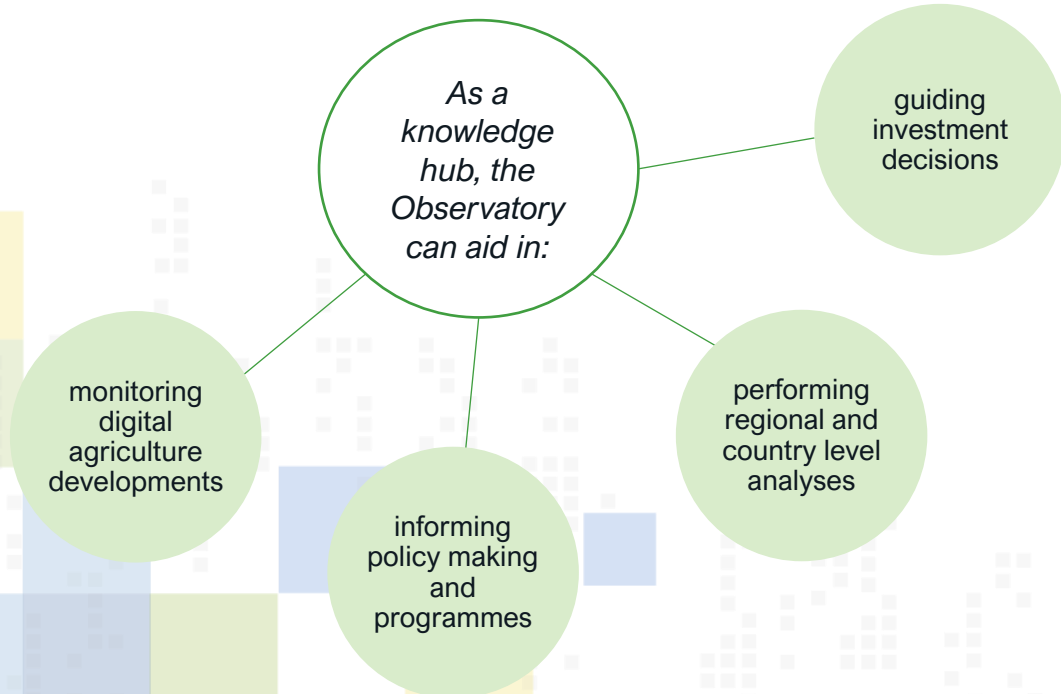 As a
knowledge
hub, the
Observatory
can aid in:
guiding
investment
decisions
monitoring
digital
agriculture
developments
performing
regional and
country level
analyses
informing
policy making
and
programmes